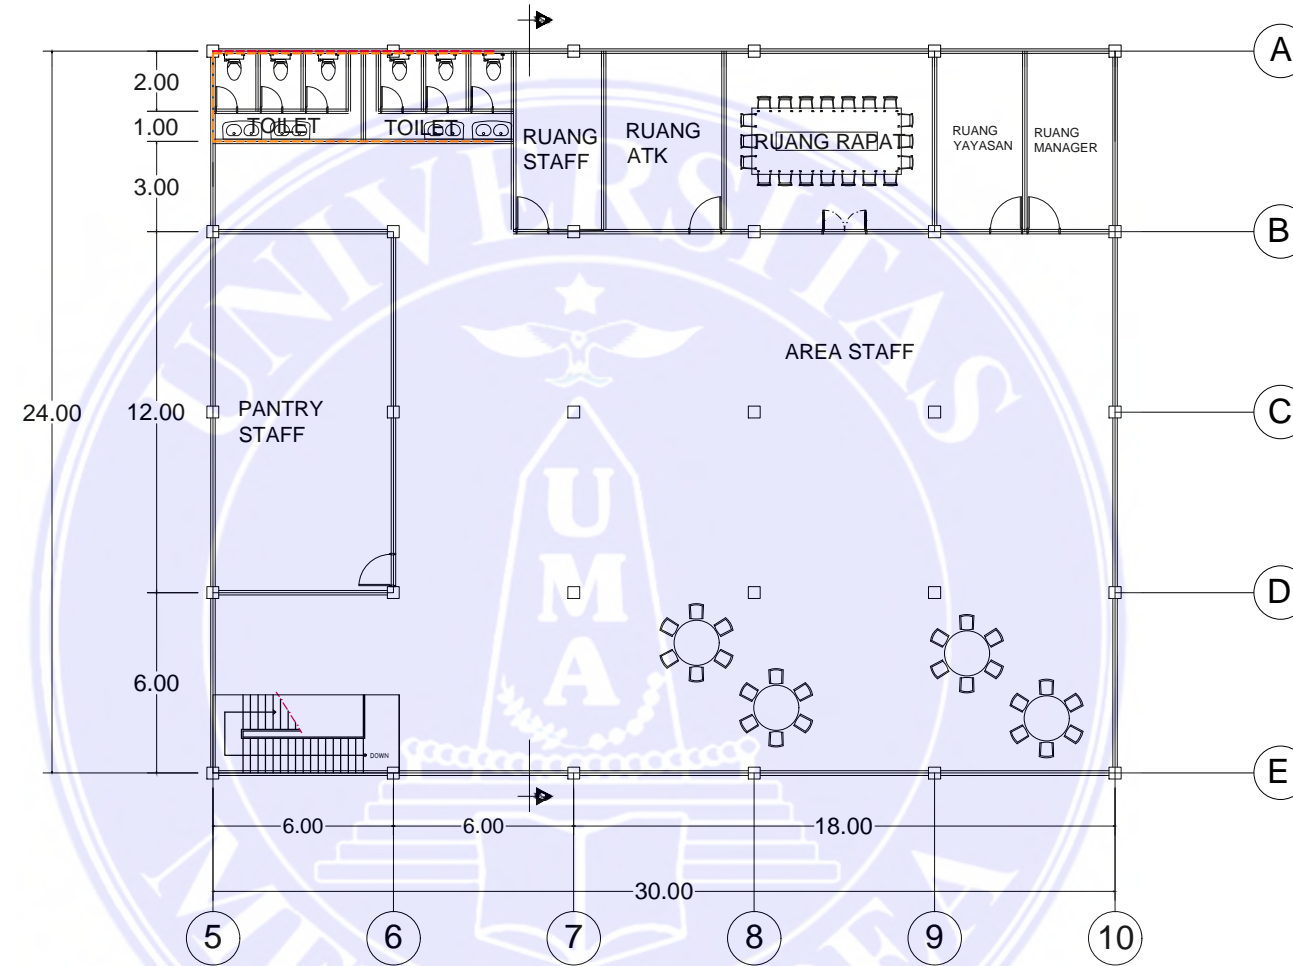 A
2.00
1.00
TOILET
TOILET
RUANG
STAFF
RUANG
ATK
RUANG RAPAT
RUANG
YAYASAN
RUANG
MANAGER
3.00
B
AREA STAFF
24.00
12.00
PANTRY
STAFF
C
D
6.00
DOWN
E
6.00
6.00
18.00
30.00
5
6
7
8
9
10
UNIVERSITAS
UMA